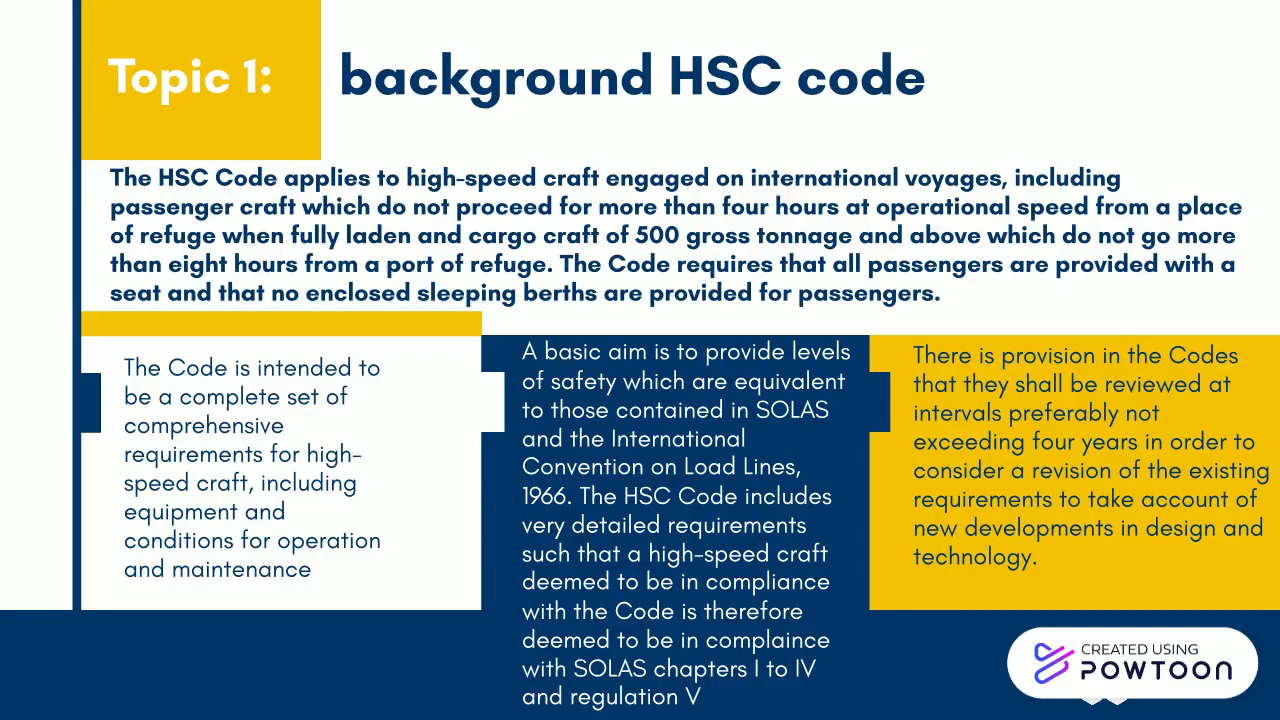 Topic 1:
background HSC code
The HSC Code applies to high-speed craft engaged on international voyages, including
passenger craft which do not proceed for more than four hours at operational speed from a place
of refuge when fully laden and cargo craft of 500 gross tonnage and above which do not go more
than eight hours from a port of refuge. The Code requires that all passengers are provided with a
seat and that no enclosed sleeping berths are provided for passengers.
The Code is intended to
be a complete set of
comprehensive
requirements for high-
speed craft, including
equipment and
conditions for operation
and maintenance
A basic aim is to provide levels
of safety which are equivalent
to those contained in SOLAS
and the International
Convention on Load Lines,
1966. The HSC Code includes
very detailed requirements
such that a high-speed craft
deemed to be in compliance
with the Code is therefore
deemed to be in complaince
with SOLAS chapters I to IV
and regulation V
There is provision in the Codes
that they shall be reviewed at
intervals preferably not
exceeding four years in order to
consider a revision of the existing
requirements to take account of
new developments in design and
technology.
CREATED USING
POWTOON